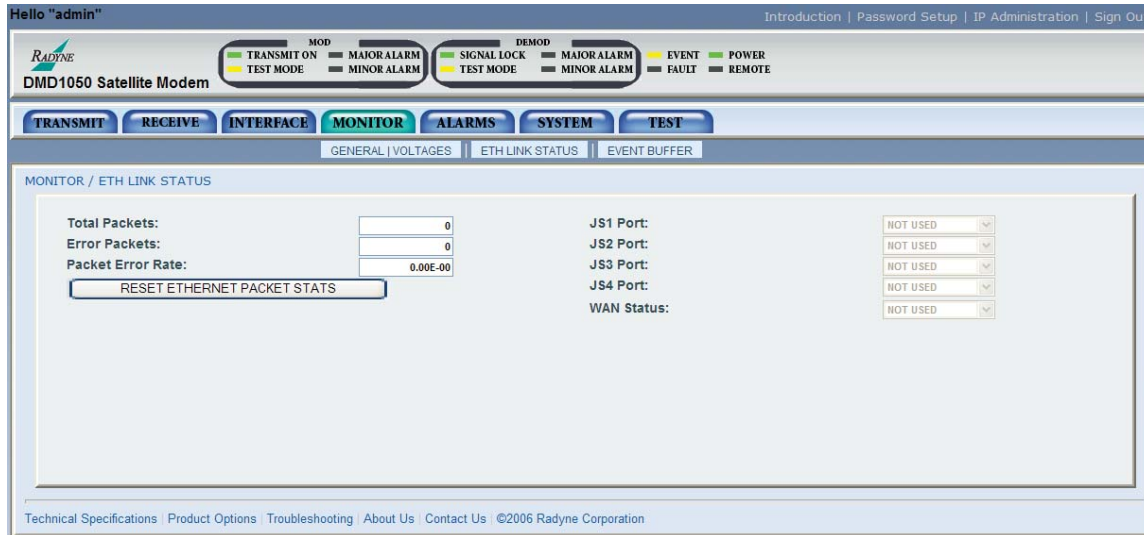 Hello "admin"
Introduction | Password Setup | IP Administration | Sign Ou
RADYNE
DMD1050 Satellite Modem
MOD
TRANSMIT ON MAJOR ALARM
TEST MODE MINOR ALARM
DEMOD
SIGNAL LOCK MAJOR ALARM
TEST MODE MINOR ALARM
EVENT POWER
FAULT REMOTE
TRANSMIT RECEIVE INTERFACE MONITOR ALARMS SYSTEM TEST
GENERAL | VOLTAGES ETH LINK STATUS EVENT BUFFER
MONITOR / ETH LINK STATUS
Total Packets: 0
Error Packets: 0
Packet Error Rate: 0.00E-00
RESET ETHERNET PACKET STATS
JS1 Port: NOT USED
JS2 Port: NOT USED
JS3 Port: NOT USED
JS4 Port: NOT USED
WAN Status: NOT USED
Technical Specifications | Product Options | Troubleshooting | About Us | Contact Us | ©2006 Radyne Corporation